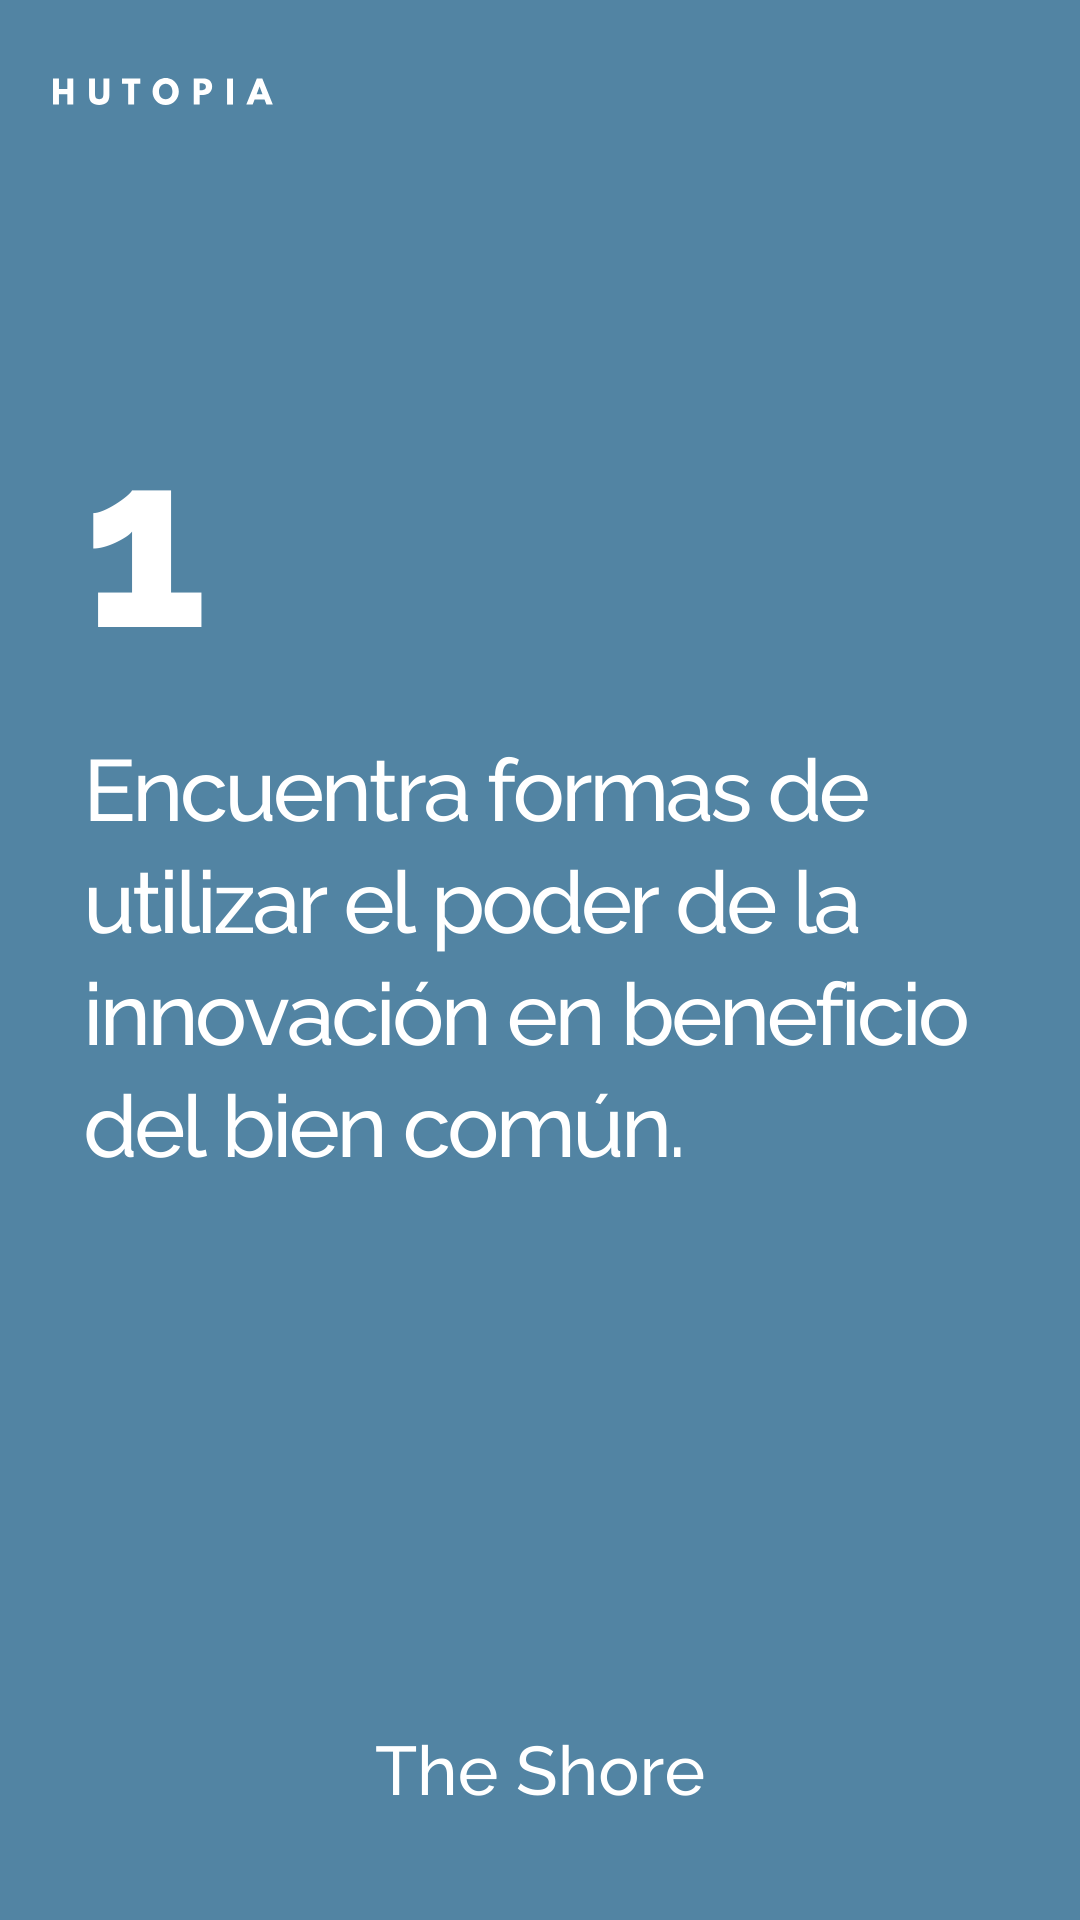 HUTOPIA
1
Encuentra formas de
utilizar el poder de la
innovación en beneficio
del bien común.
The Shore